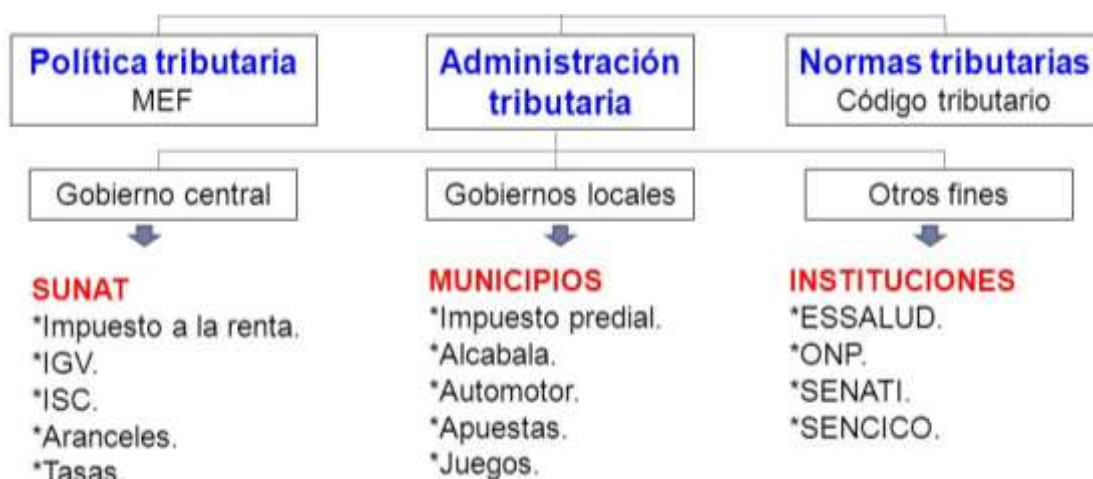 Política tributaria
MEF
Administración
tributaria
Normas tributarias
Código tributario
Gobierno central
Gobiernos locales
Otros fines
SUNAT
*Impuesto a la renta.
*IGV.
*ISC.
*Aranceles.
*Tasas.
MUNICIPIOS
*Impuesto predial.
*Alcabala.
*Automotor.
*Apuestas.
*Juegos.
INSTITUCIONES
*ESSALUD.
*ONP.
*SENATI.
*SENCICO.